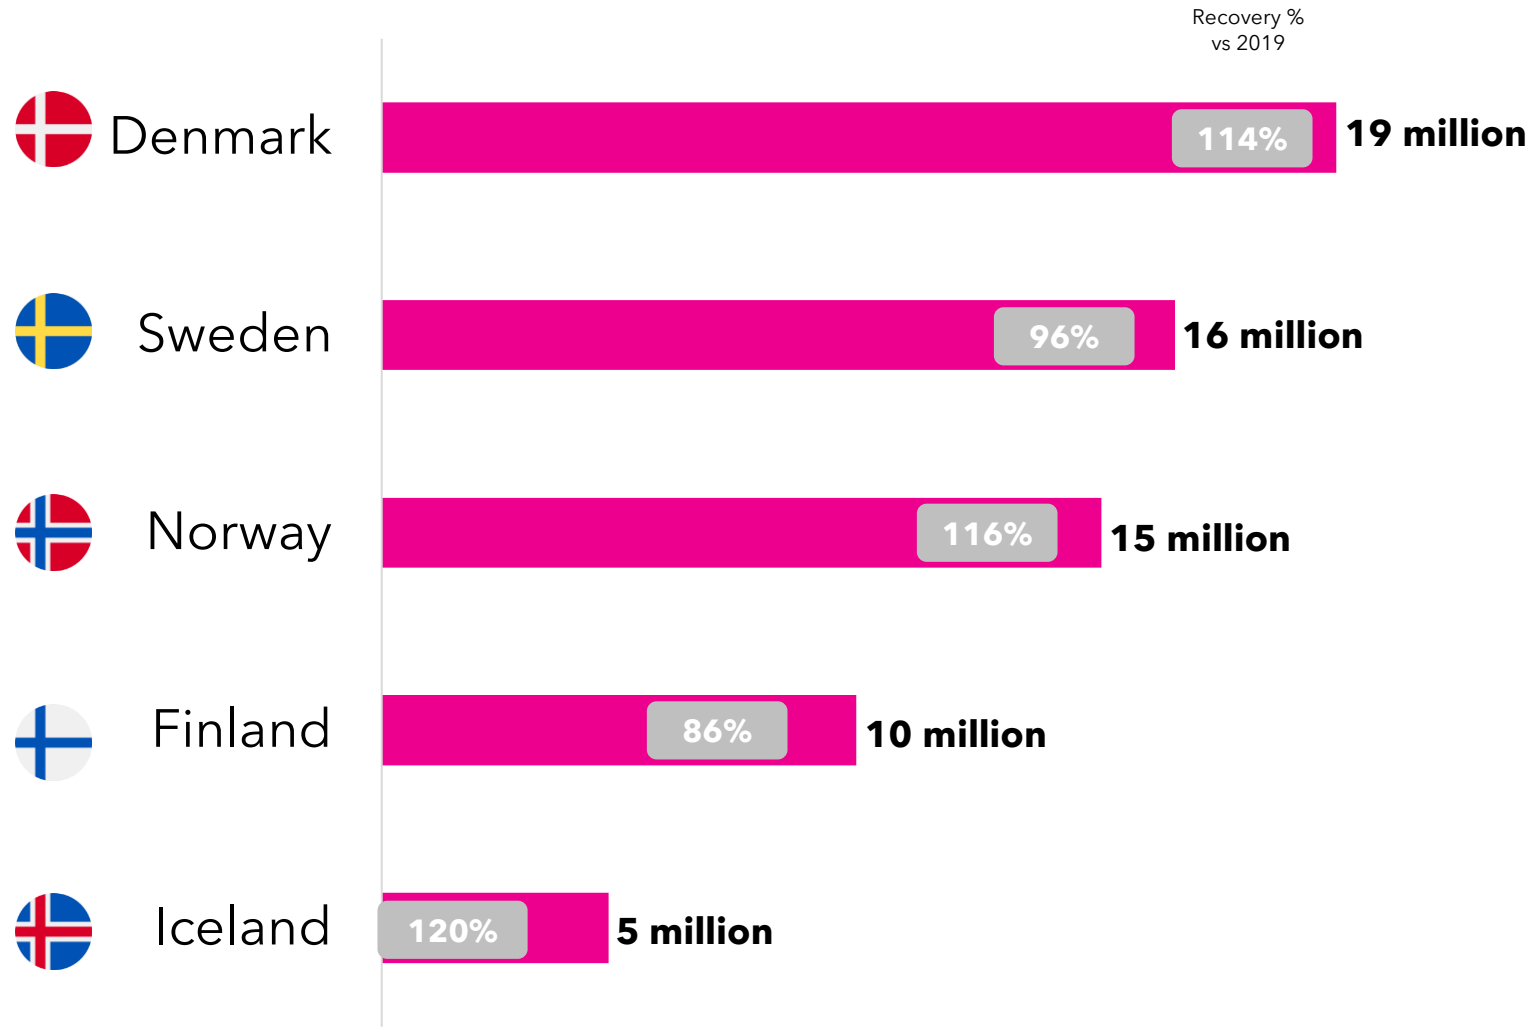 Recovery %
vs 2019
Denmark
114%
19 million
Sweden
96%
16 million
Norway
116%
15 million
Finland
86%
10 million
Iceland
120%
5 million